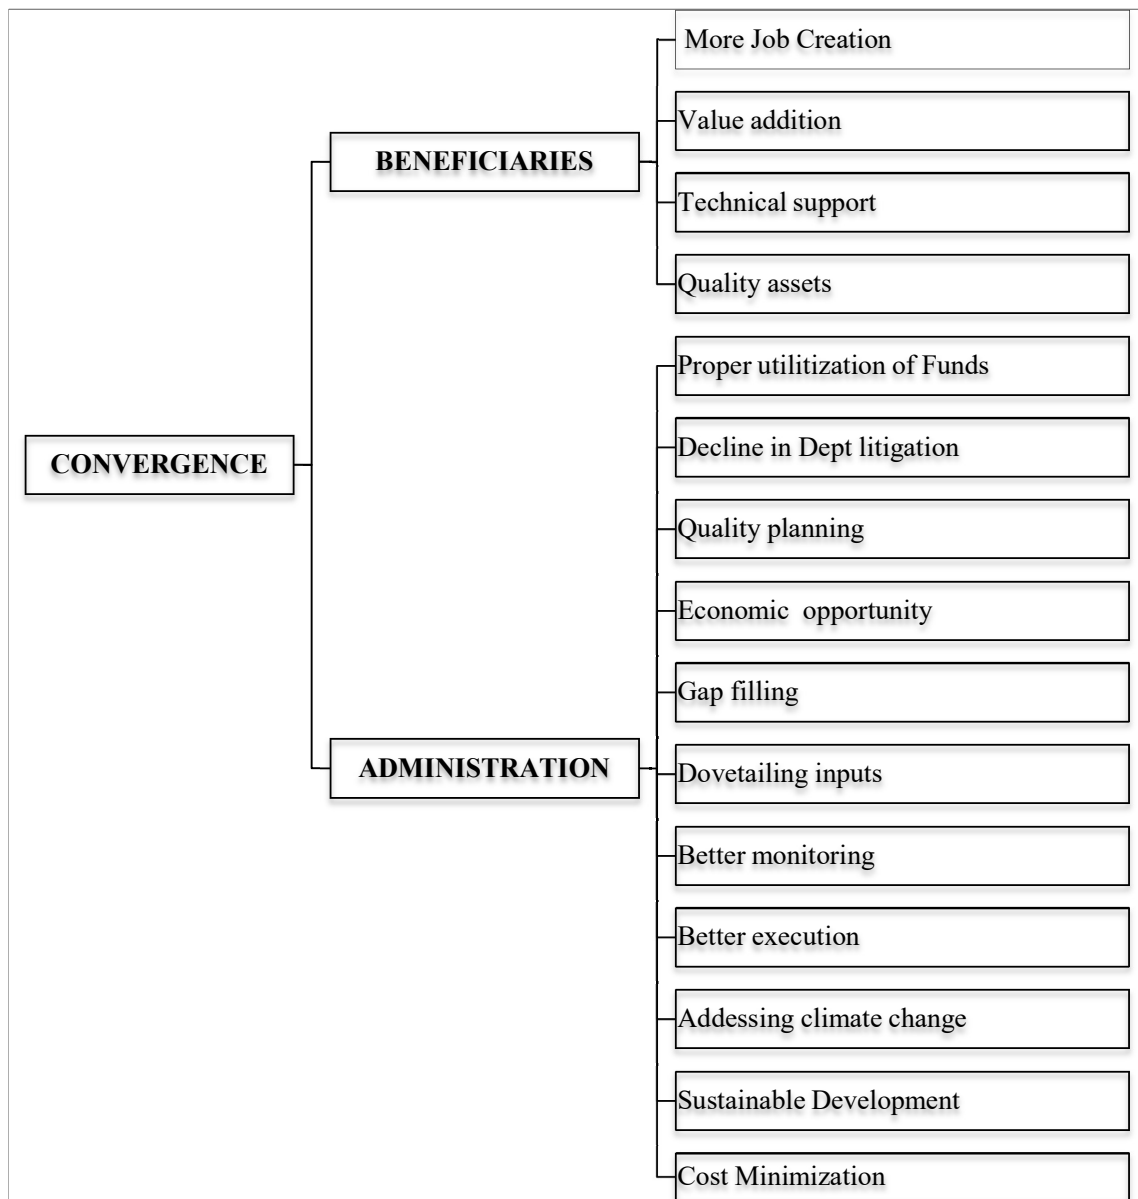 More Job Creation
Value addition
BENEFICIARIES
Technical support
Quality assets
Proper utilitization of Funds
Decline in Dept litigation
CONVERGENCE
Quality planning
Economic opportunity
Gap filling
ADMINISTRATION
Dovetailing inputs
Better monitoring
Better execution
Addessing climate change
Sustainable Development
Cost Minimization